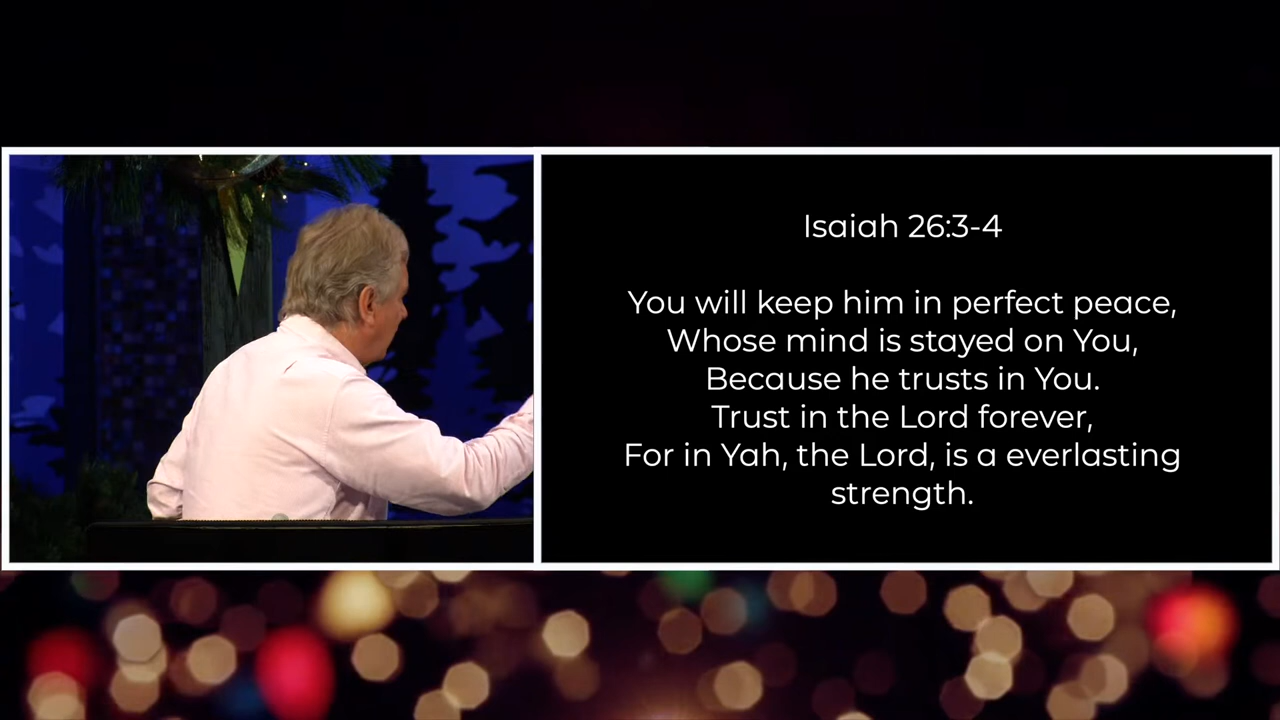 Isaiah 26:3-4
You will keep him in perfect peace,
Whose mind is stayed on You,
Because he trusts in You.
Trust in the Lord forever,
For in Yah, the Lord, is a everlasting
strength.